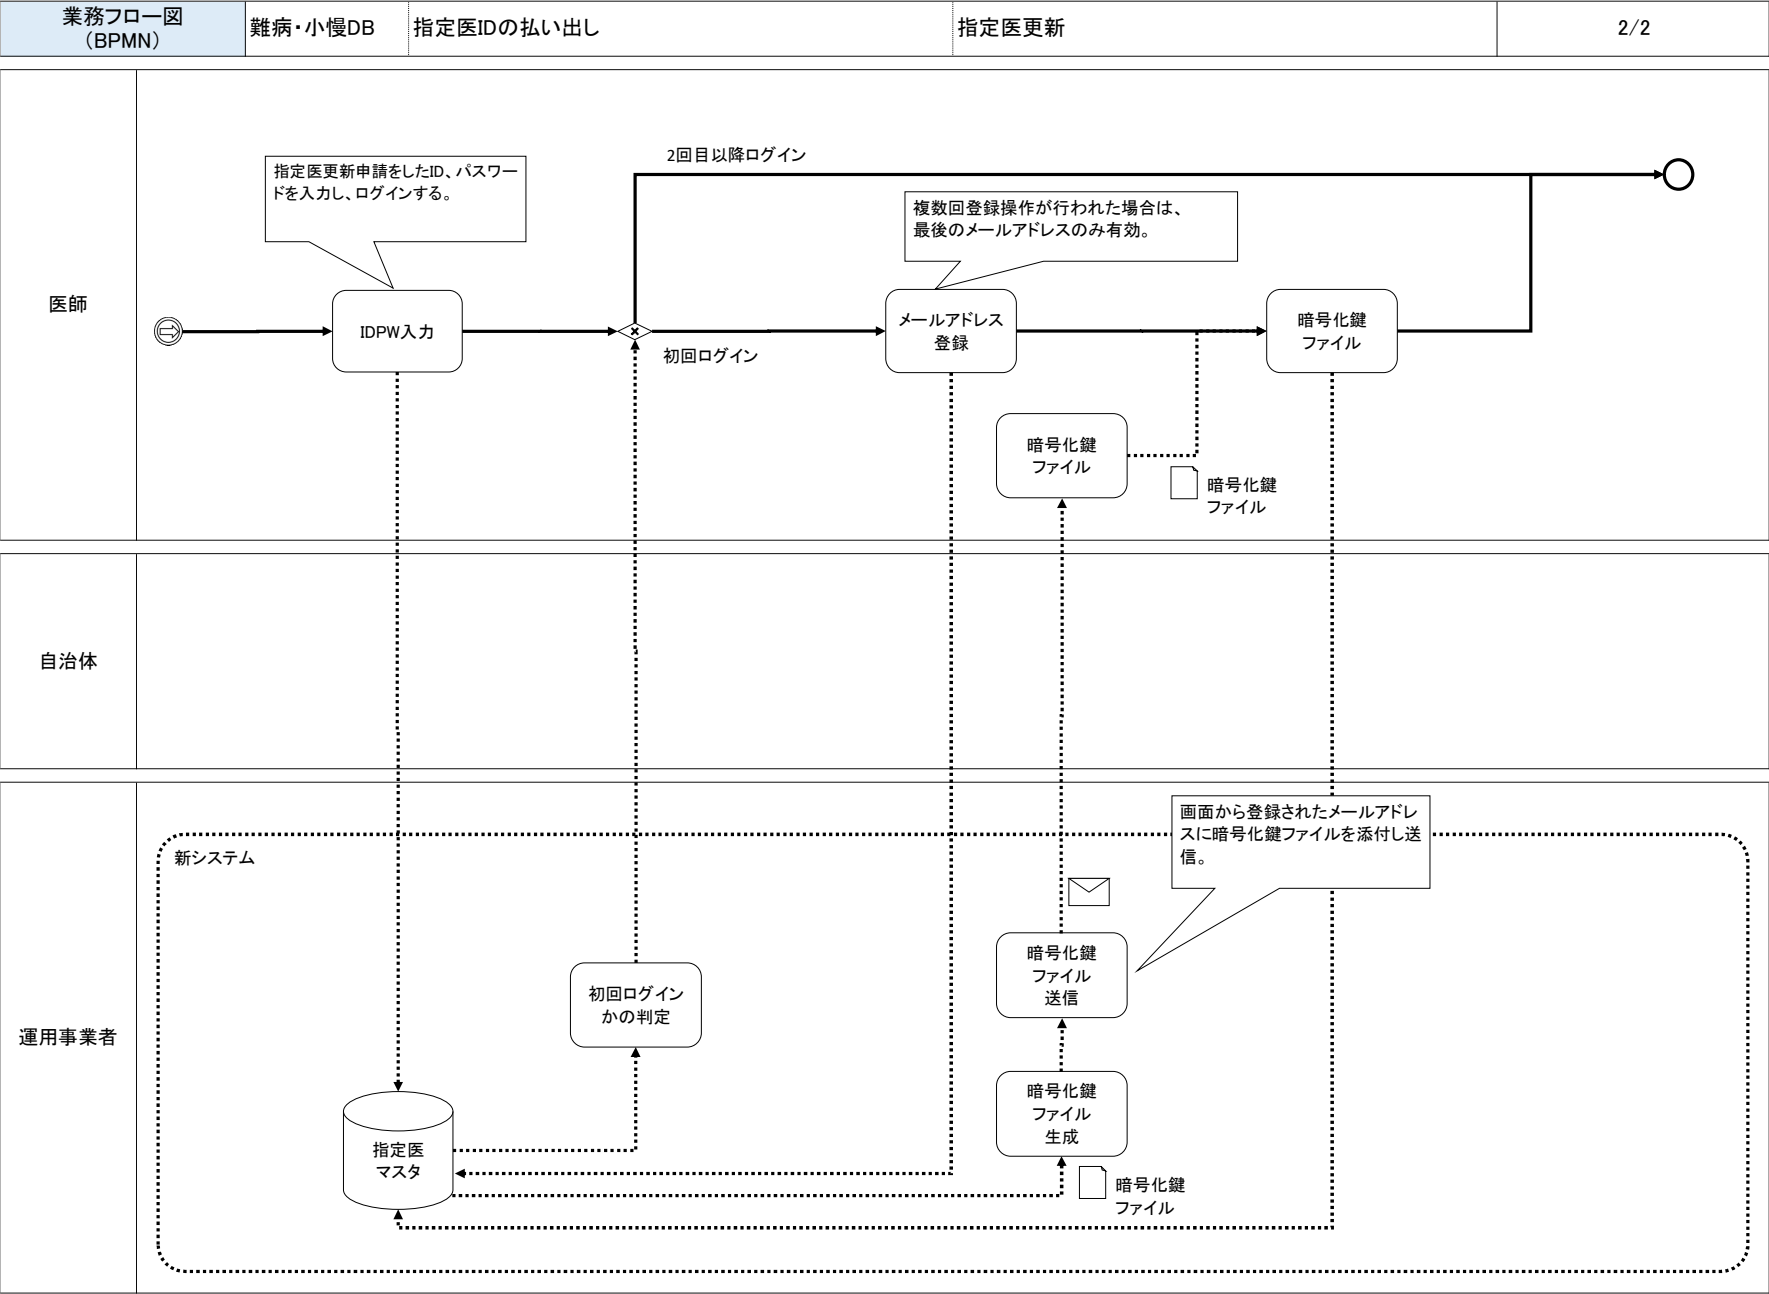 業務フロー図
（BPMN）
難病・小慢DB
指定医IDの払い出し
指定医更新
2/2
医師
指定医更新申請をしたID、パスワー
ドを入力し、ログインする。
2回目以降ログイン
複数回登録操作が行われた場合は、
最後のメールアドレスのみ有効。
IDPW入力
初回ログイン
メールアドレス
登録
暗号化鍵
ファイル
暗号化鍵
ファイル
暗号化鍵
ファイル
自治体
運用事業者
新システム
画面から登録されたメールアドレ
スに暗号化鍵ファイルを添付し送
信。
初回ログイン
かの判定
暗号化鍵
ファイル
送信
暗号化鍵
ファイル
生成
指定医
マスタ
暗号化鍵
ファイル